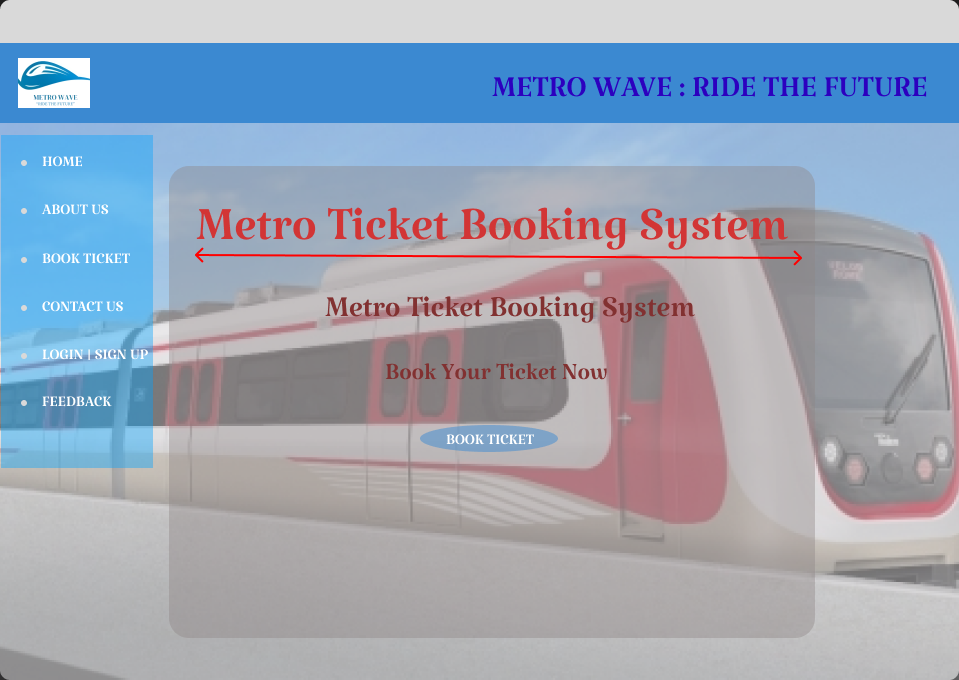 METRO WAVE
"RIDE THE FUTURE"
METRO WAVE : RIDE THE FUTURE
HOME
ABOUT US
BOOK TICKET
CONTACT US
LOGIN | SIGN UP
FEEDBACK
Metro Ticket Booking System
Metro Ticket Booking System
Book Your Ticket Now
BOOK TICKET